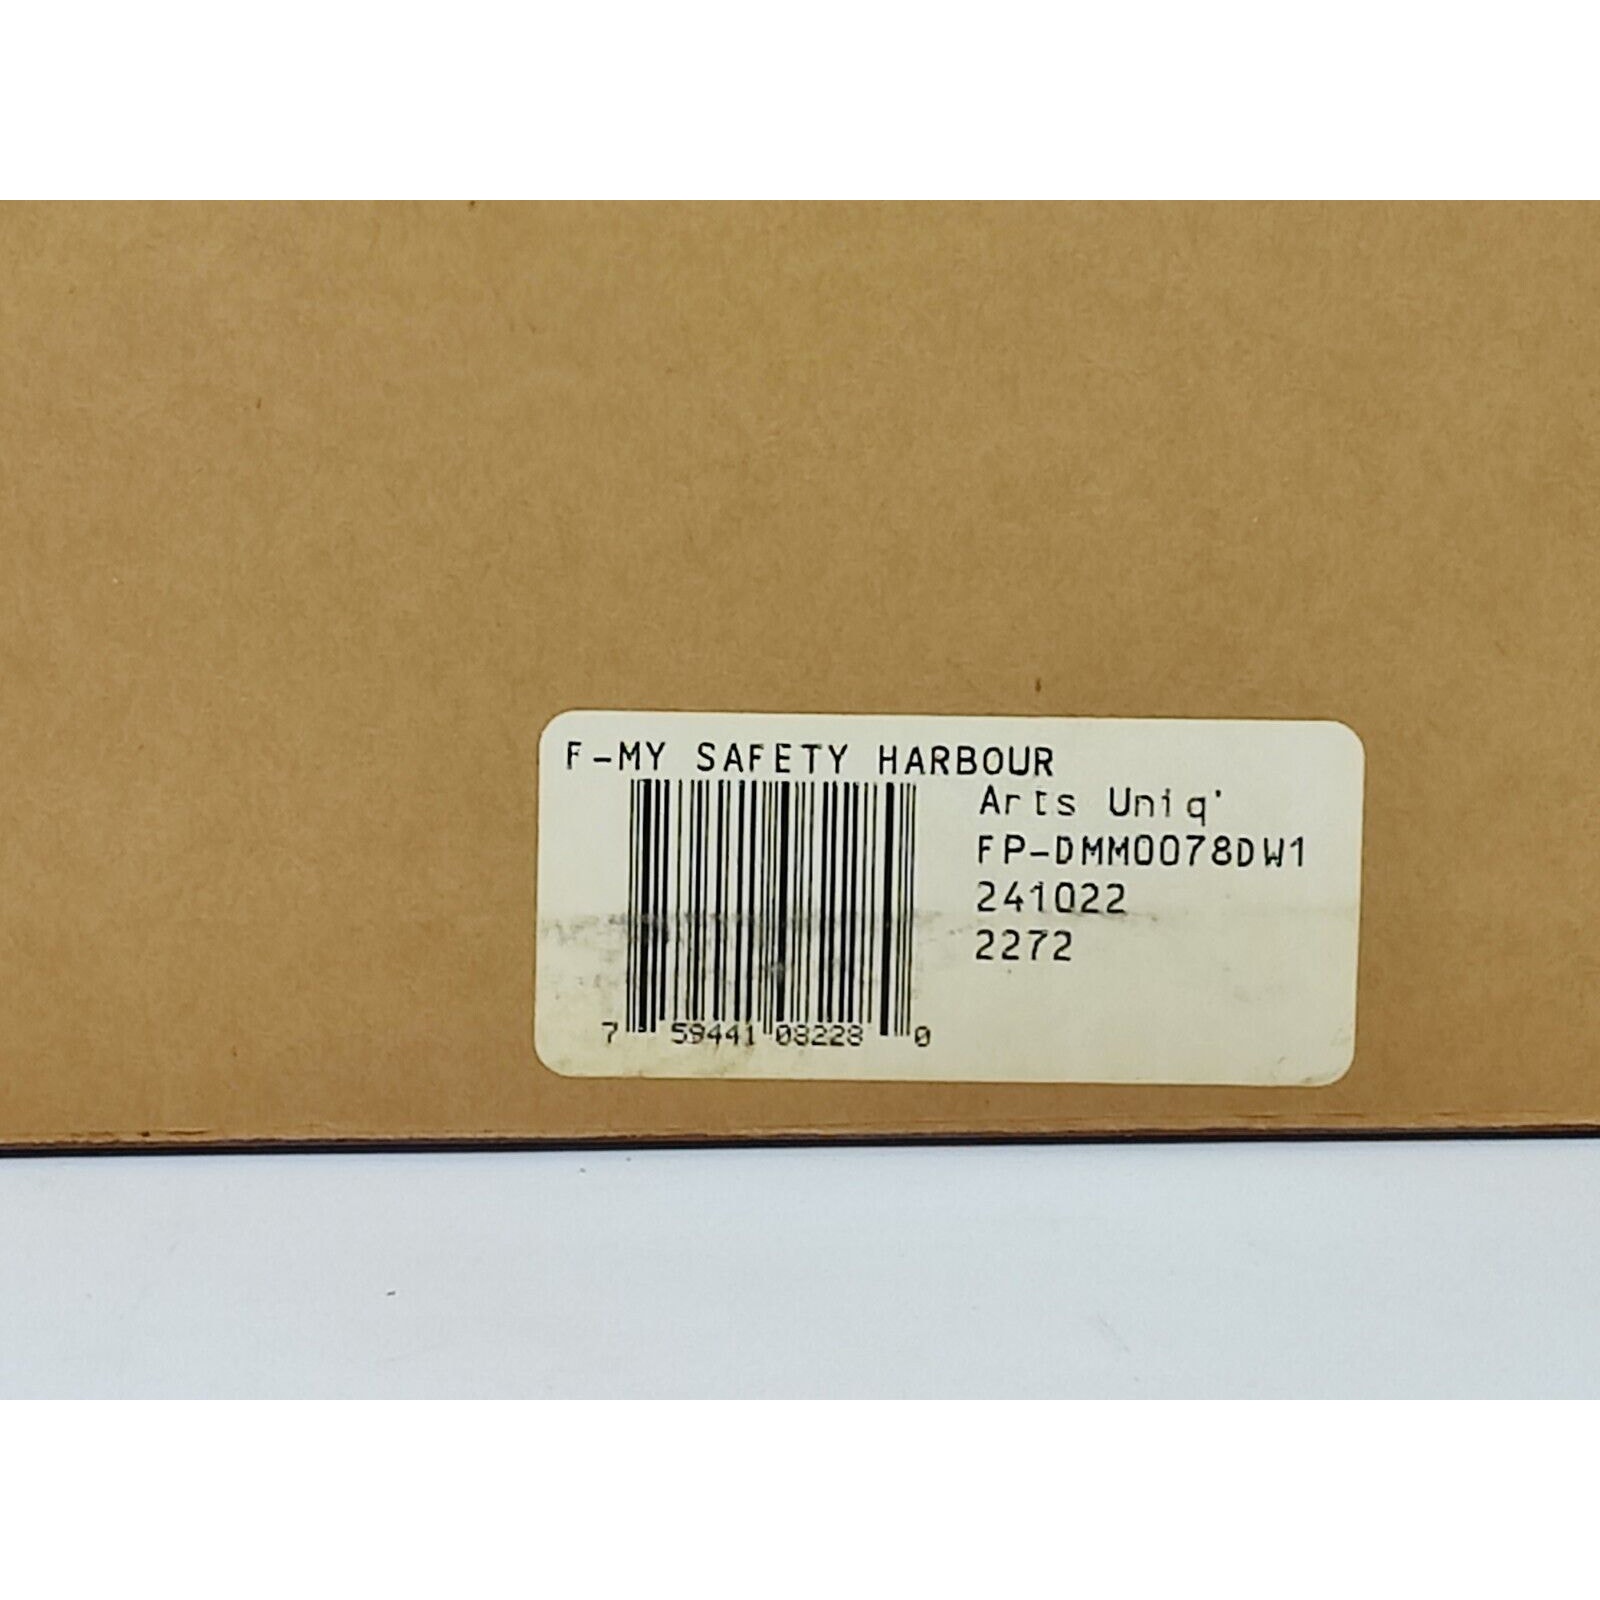 F-MY SAFETY HARBOUR
Arts Uniq'
FP-DMM0078DW1
241022
2272
7 59441 08228 0